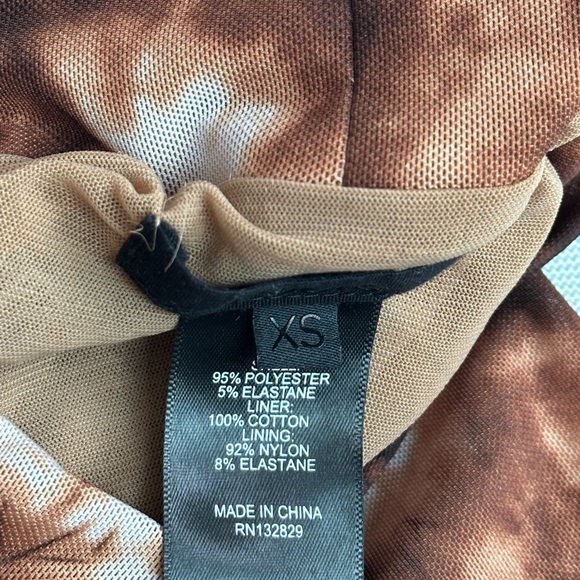 XS
95% POLYESTER
5% ELASTANE
LINER:
100% COTTON
LINING:
92% NYLON
8% ELASTANE
MADE IN CHINA
RN132829